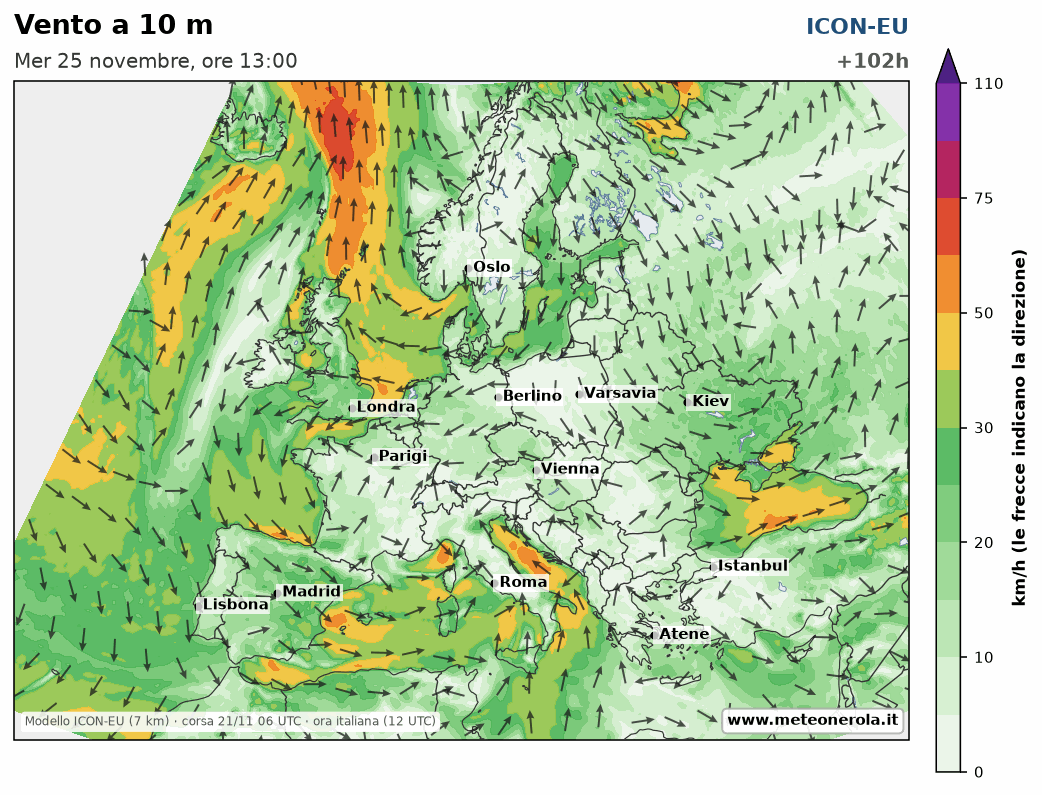 Vento a 10 m
ICON-EU
Mer 25 novembre, ore 13:00
+102h
110
75
50
30
20
10
0
km/h (le frecce indicano la direzione)
Oslo
Berlino
Varsavia
Kiev
Londra
Parigi
Vienna
Istanbul
Roma
Madrid
Lisbona
Atene
Modello ICON-EU (7 km) · corsa 21/11 06 UTC · ora italiana (12 UTC)
www.meteonerola.it